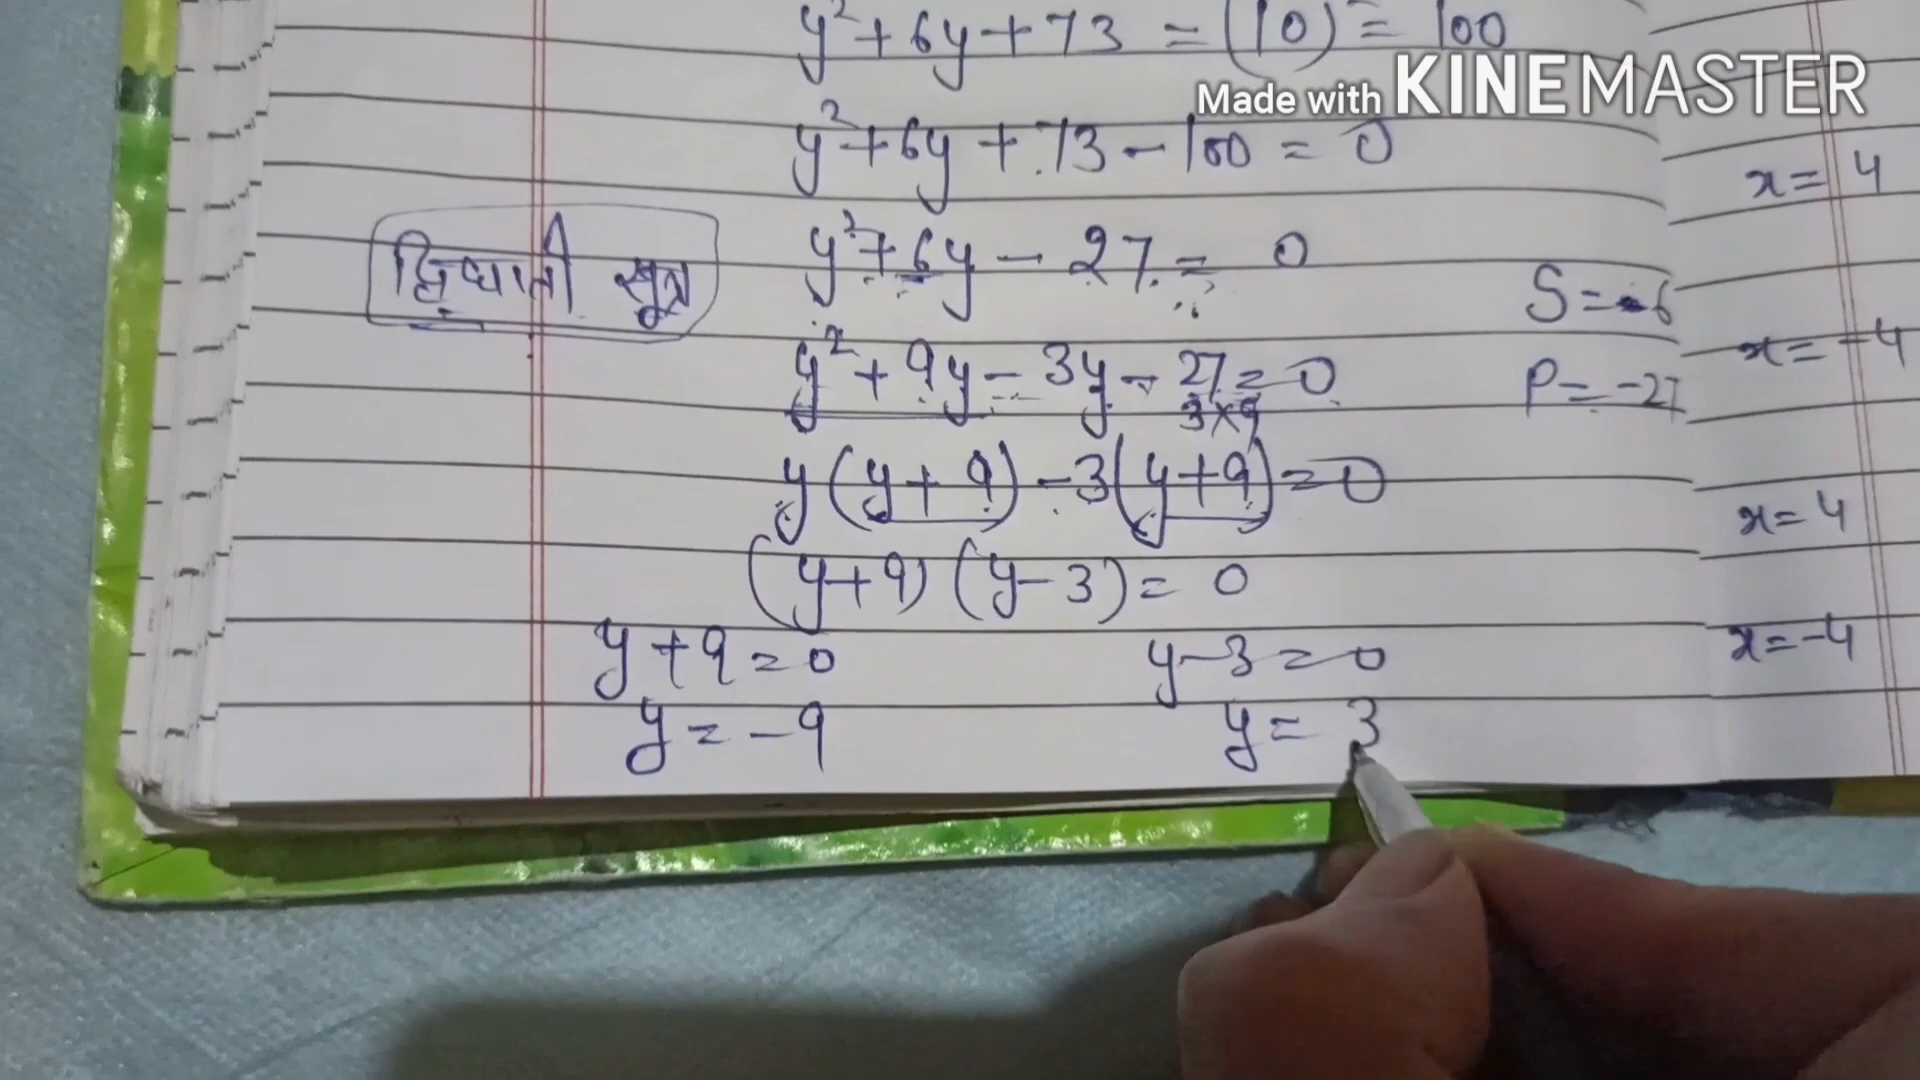 y²+6y+73 = (10)² = 100
Made with KINEMASTER
y²+6y+73-100 = 0
द्विघाती सूत्र
y²+6y-27 = 0
y²+9y-3y-27=0
3×9
y(y+9)-3(y+9)=0
(y+9)(y-3)= 0
y+9=0 y-3=0
y=-9 y=3
S=-6
P=-27
x=4
x=-4
x=4
x=-4